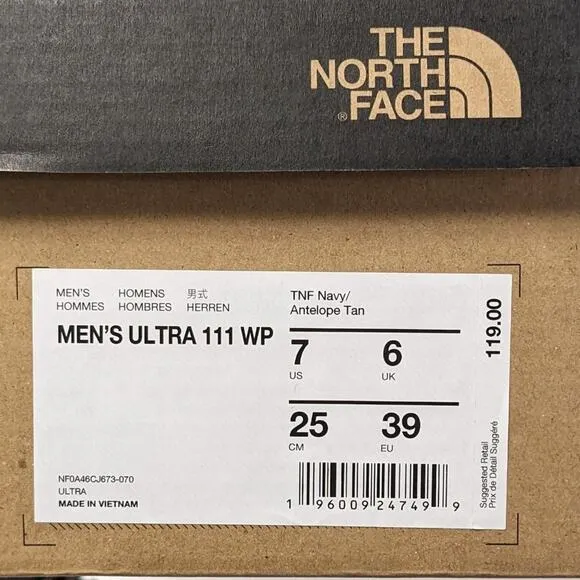 THE
NORTH
FACE
®
MEN'S HOMENS 男式
HOMMES HOMBRES HERREN
MEN'S ULTRA 111 WP
TNF Navy/
Antelope Tan
7 6
US UK
25 39
CM EU
NF0A46CJ673-070
ULTRA
MADE IN VIETNAM
1 96009 24749 9
119.00
Suggested Retail
Prix de Détail Suggéré